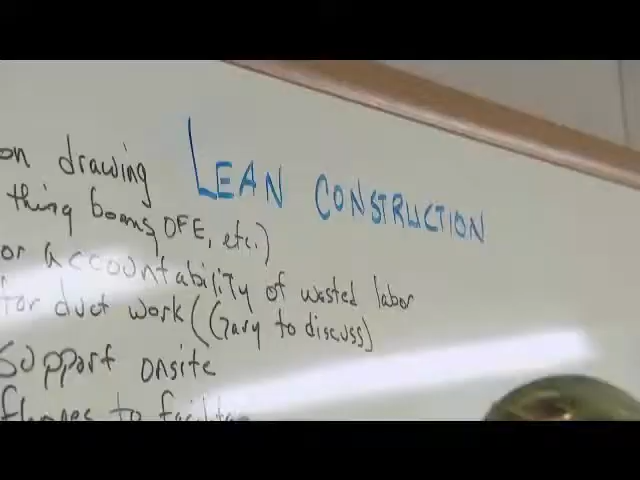 LEAN CONSTRUCTION
on drawing
thing booms, OFE, etc.)
or accountability of wasted labor
for duct work (Gary to discuss)
Support onsite
to